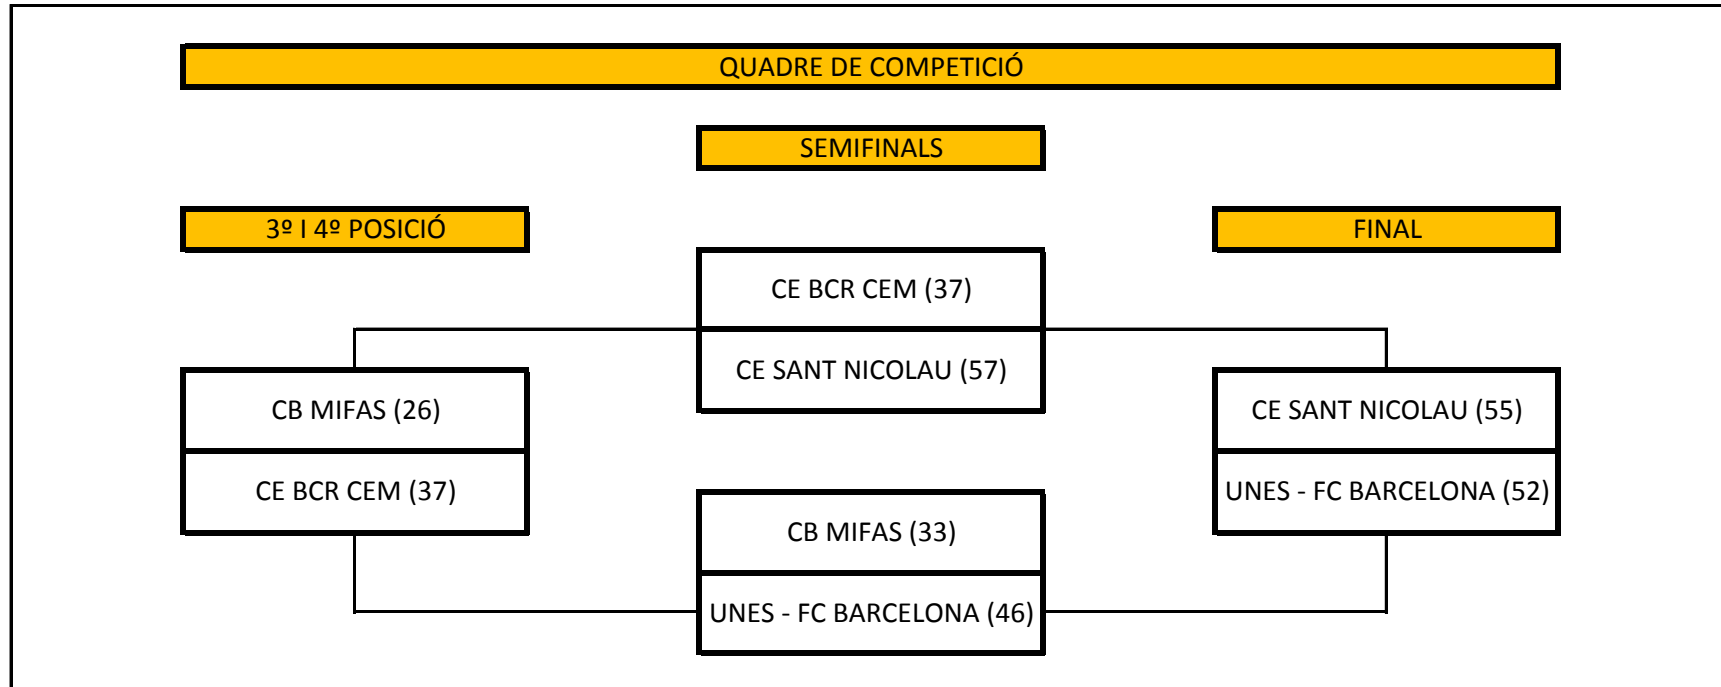 QUADRE DE COMPETICIÓ
SEMIFINALS
3º I 4º POSICIÓ
FINAL
CE BCR CEM (37)
CE SANT NICOLAU (57)
CB MIFAS (26)
CE SANT NICOLAU (55)
CE BCR CEM (37)
UNES - FC BARCELONA (52)
CB MIFAS (33)
UNES - FC BARCELONA (46)